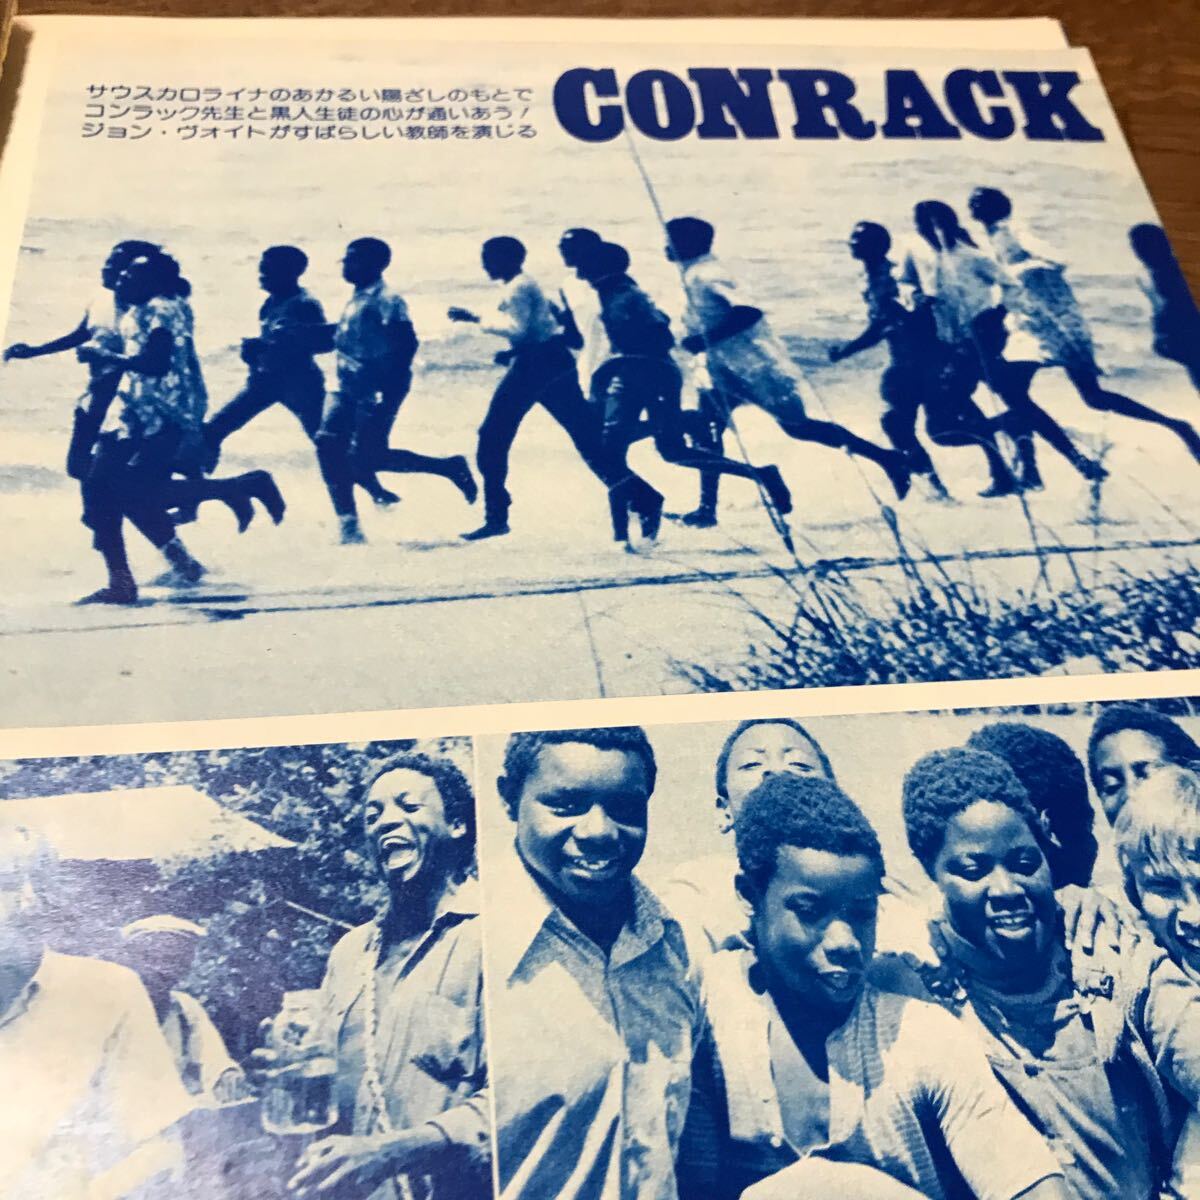 サウスカロライナのあかるい陽ざしのもとで
コンラック先生と黒人生徒の心が通いあう!
ジョン・ヴォイトがすばらしい教師を演じる
CONRACK